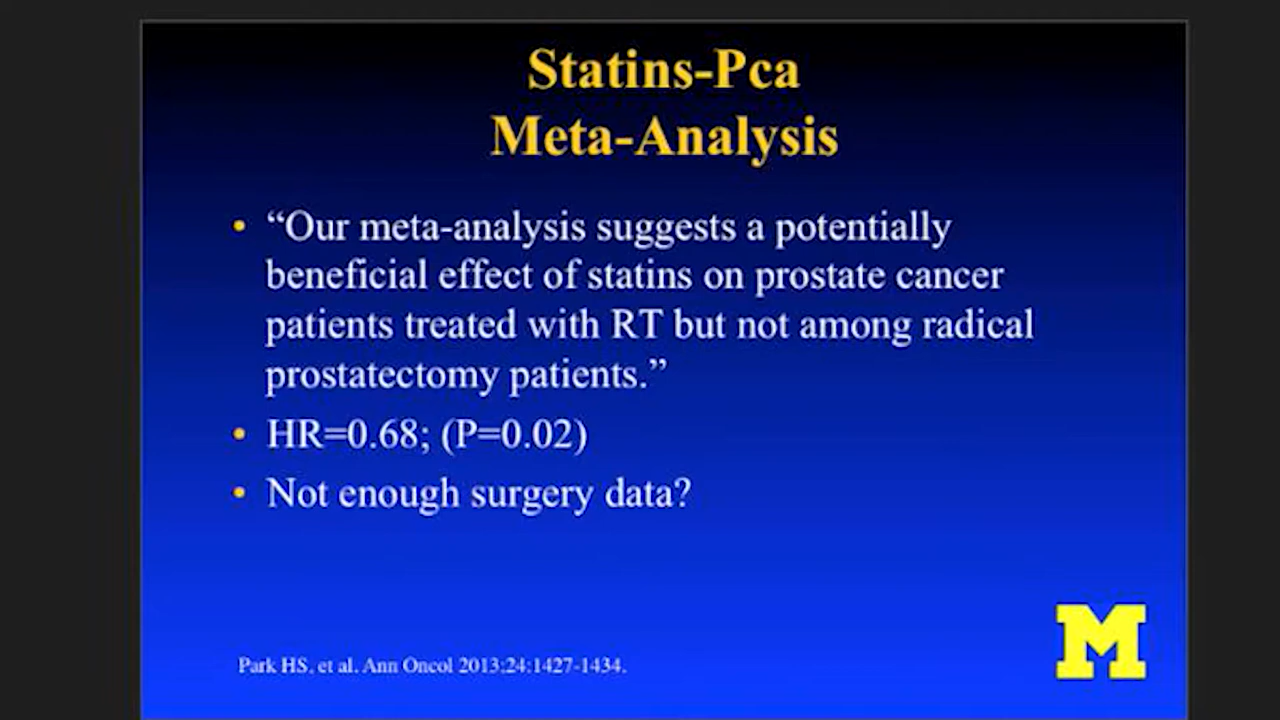 Statins-Pca
Meta-Analysis
• “Our meta-analysis suggests a potentially
beneficial effect of statins on prostate cancer
patients treated with RT but not among radical
prostatectomy patients.”
• HR=0.68; (P=0.02)
• Not enough surgery data?
M
Park HS, et al. Ann Oncol 2013;24:1427-1434.